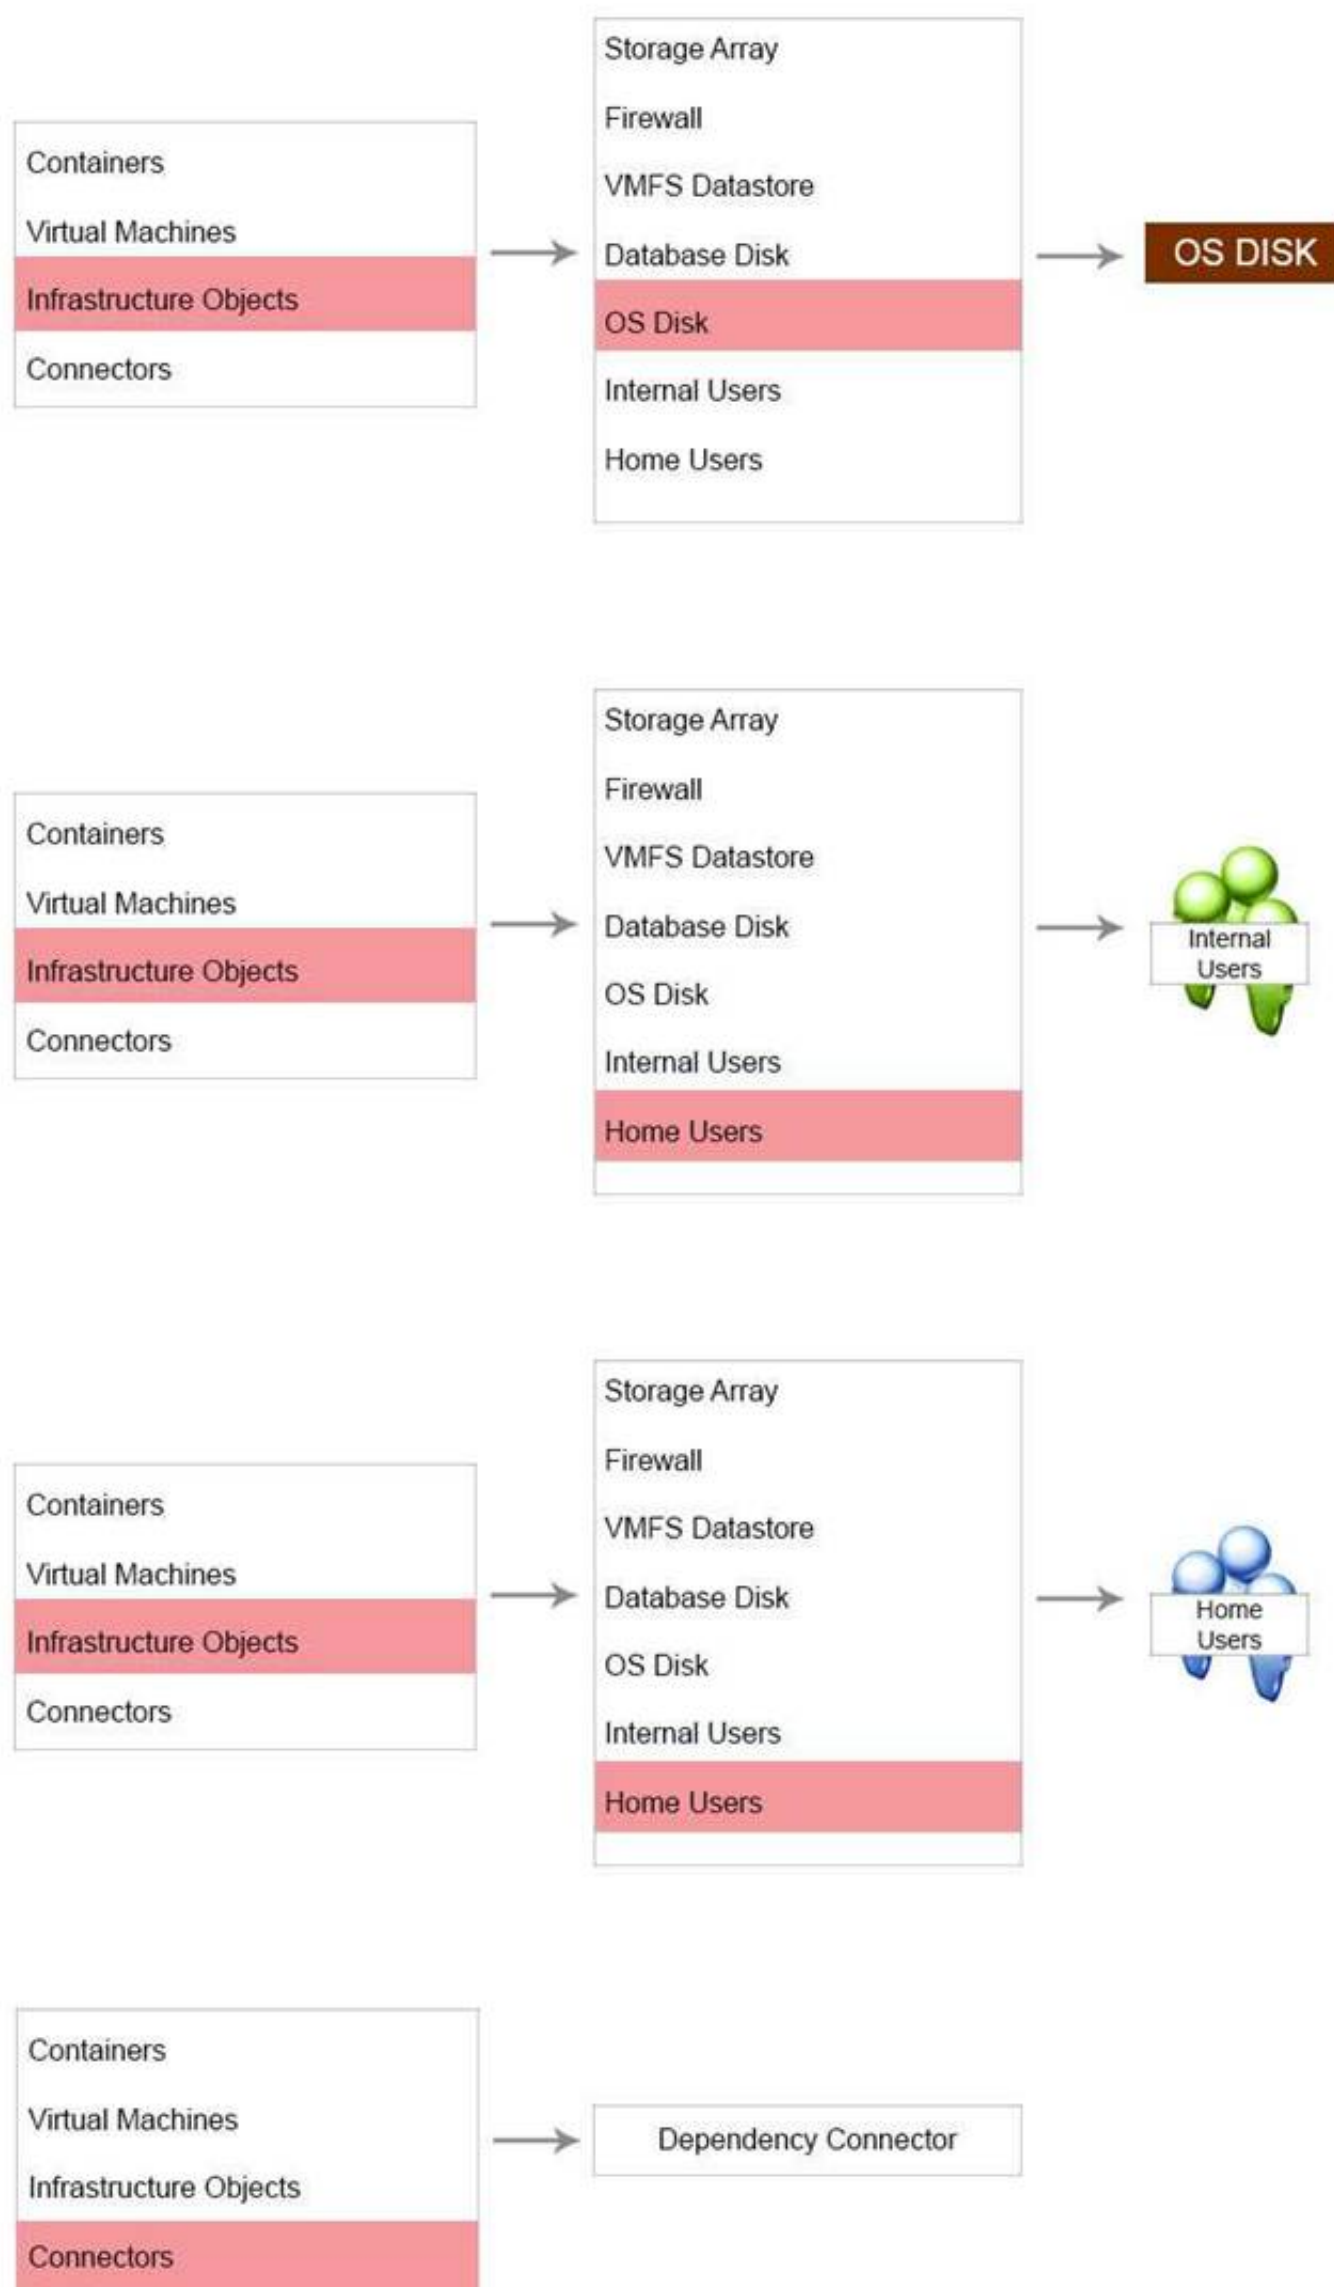 Containers
Virtual Machines
Infrastructure Objects
Connectors
Storage Array
Firewall
VMFS Datastore
Database Disk
OS Disk
Internal Users
Home Users
OS DISK
Containers
Virtual Machines
Infrastructure Objects
Connectors
Storage Array
Firewall
VMFS Datastore
Database Disk
OS Disk
Internal Users
Home Users
Internal
Users
Containers
Virtual Machines
Infrastructure Objects
Connectors
Storage Array
Firewall
VMFS Datastore
Database Disk
OS Disk
Internal Users
Home Users
Home
Users
Containers
Virtual Machines
Infrastructure Objects
Connectors
Dependency Connector